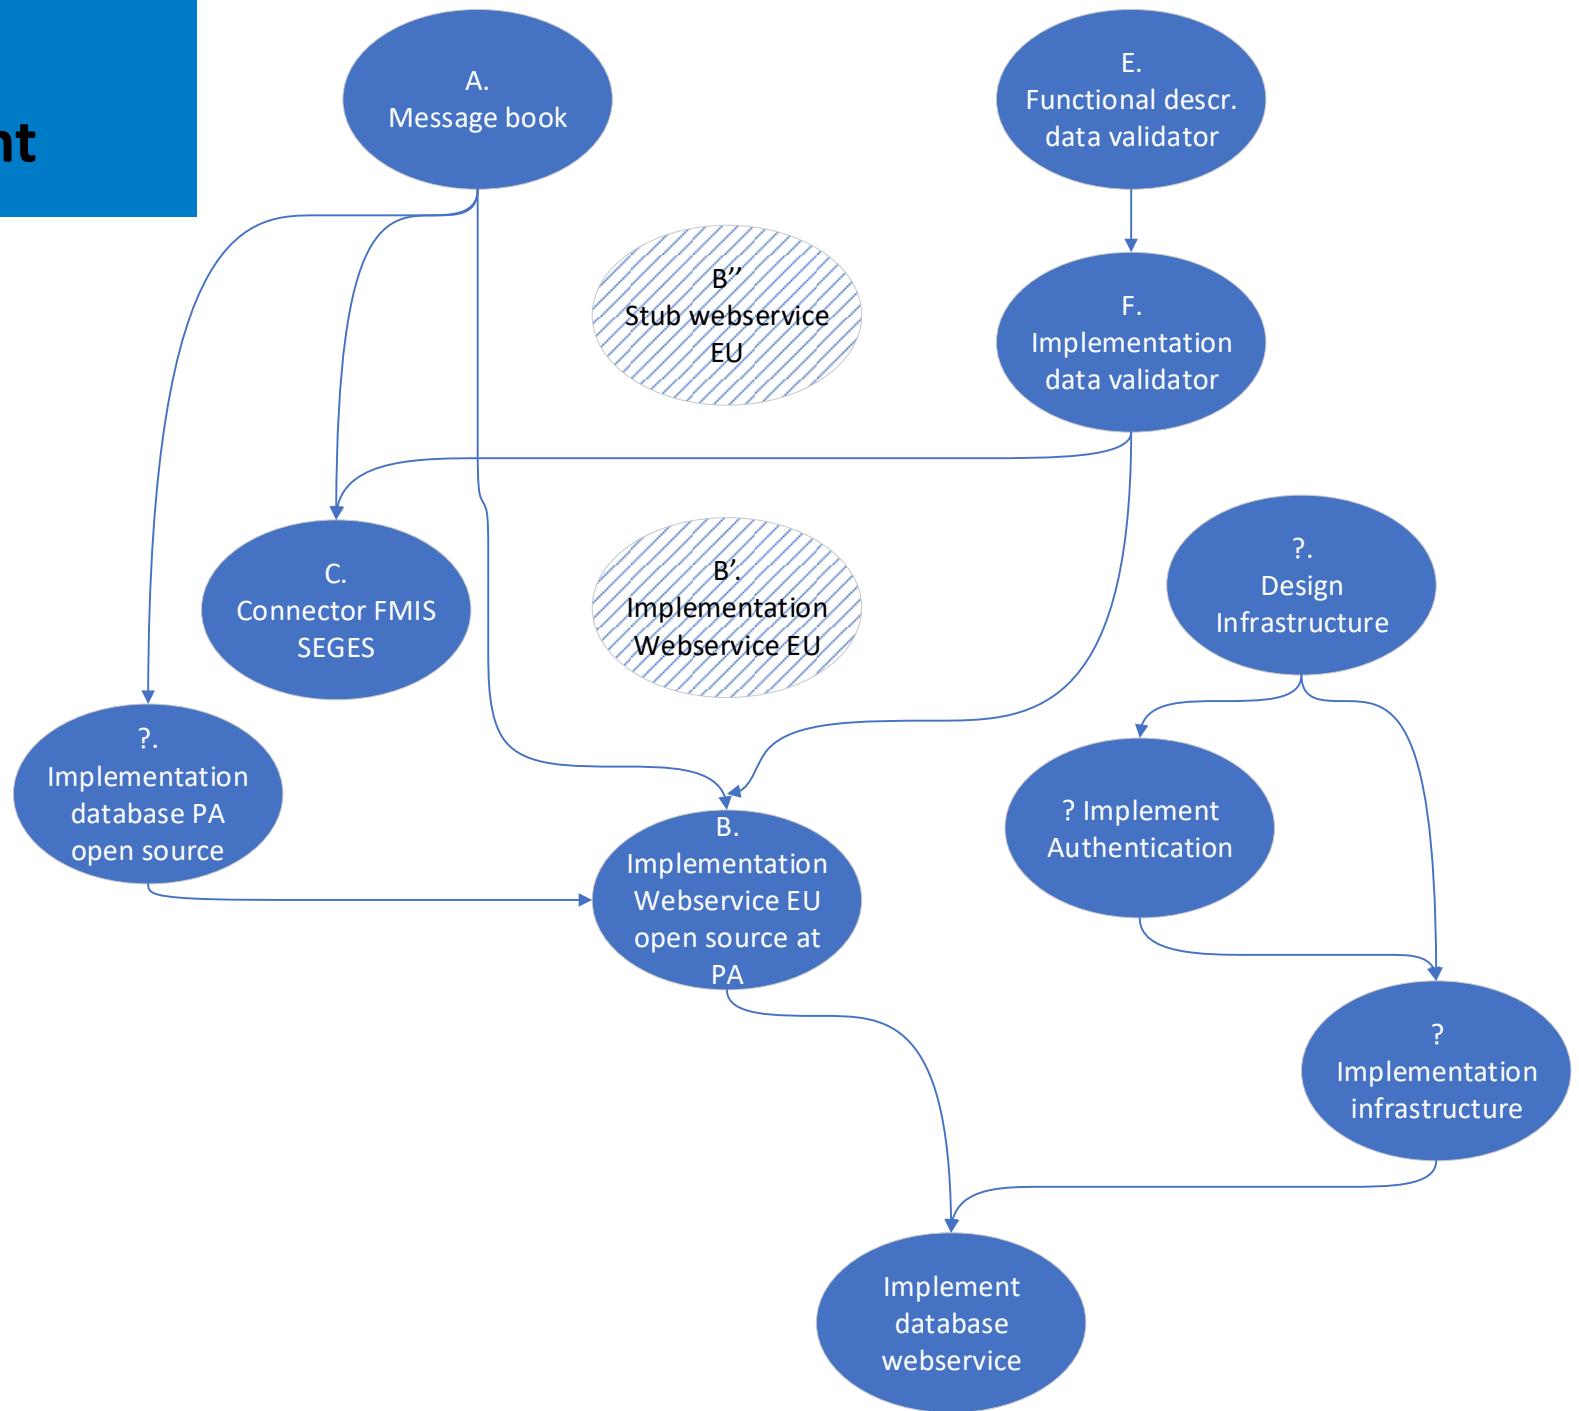 nt
A.
Message book
E.
Functional descr.
data validator
B’’
Stub webservice
EU
F.
Implementation
data validator
C.
Connector FMIS
SEGES
B’.
Implementation
Webservice EU
?.
Design
Infrastructure
?.
Implementation
database PA
open source
B.
Implementation
Webservice EU
open source at
PA
? Implement
Authentication
?
Implementation
infrastructure
Implement
database
webservice